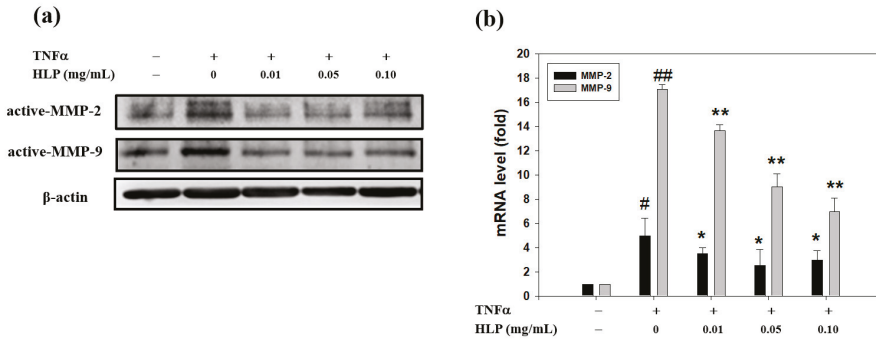 (a)
TNFα – + + + +
HLP (mg/mL) – 0 0.01 0.05 0.10
active-MMP-2
active-MMP-9
β-actin
(b)
20
18
16
14
12
10
8
6
4
2
0
mRNA level (fold)
MMP-2
MMP-9
# ##
* **
* **
* **
TNFα – + + + +
HLP (mg/mL) – 0 0.01 0.05 0.10